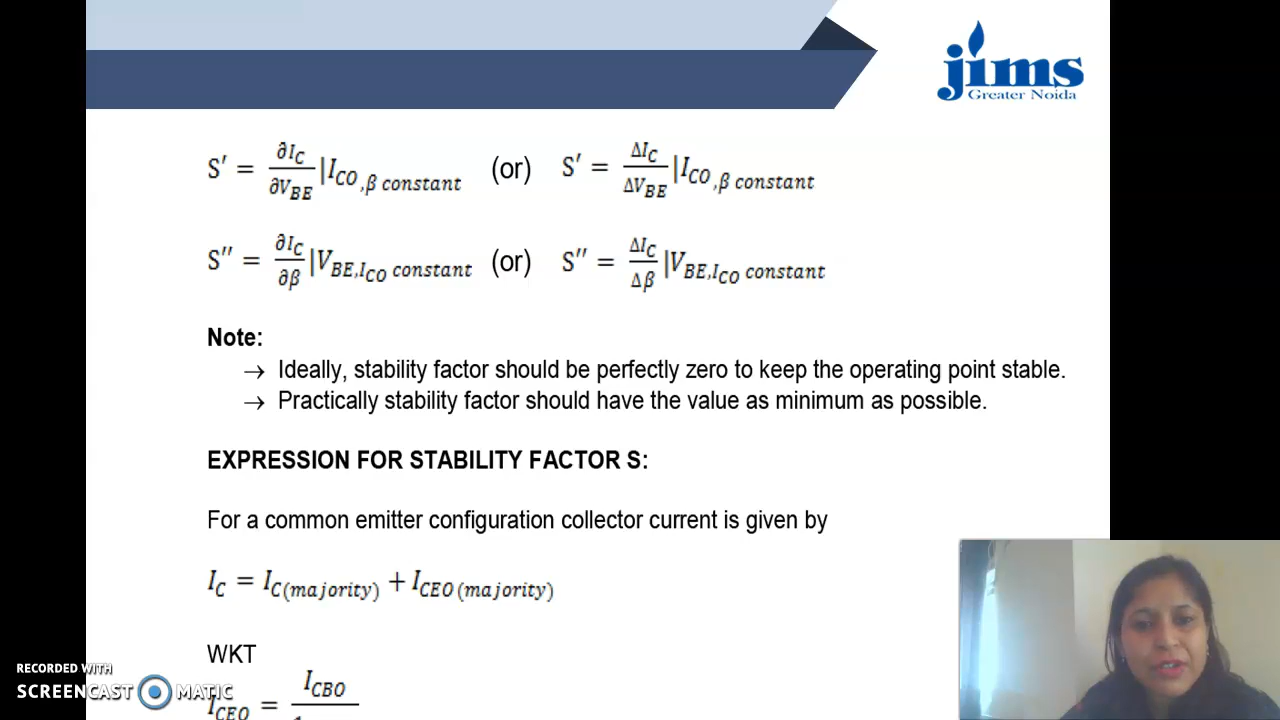 jims
Greater Noida
S′ = ∂I_C/∂V_BE |I_CO,β constant (or) S′ = ΔI_C/ΔV_BE |I_CO,β constant
S″ = ∂I_C/∂β |V_BE,I_CO constant (or) S″ = ΔI_C/Δβ |V_BE,I_CO constant
Note:
→ Ideally, stability factor should be perfectly zero to keep the operating point stable.
→ Practically stability factor should have the value as minimum as possible.
EXPRESSION FOR STABILITY FACTOR S:
For a common emitter configuration collector current is given by
I_C = I_C(majority) + I_CEO(majority)
WKT
I_CEO = I_CBO
RECORDED WITH
SCREENCAST MATIC